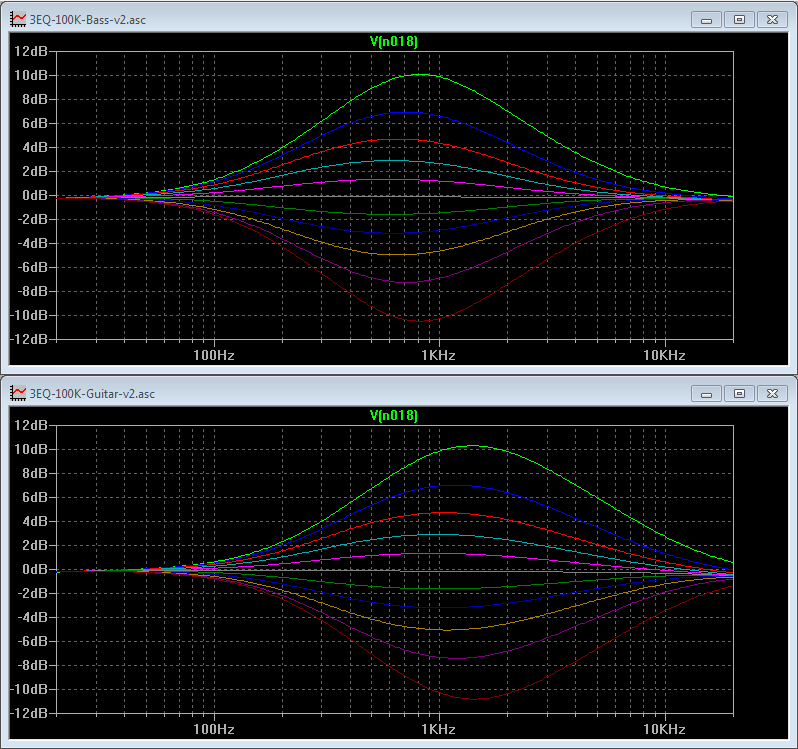 3EQ-100K-Bass-v2.asc
V(n018)
12dB
10dB
8dB
6dB
4dB
2dB
0dB
-2dB
-4dB
-6dB
-8dB
-10dB
-12dB
100Hz 1KHz 10KHz
3EQ-100K-Guitar-v2.asc
V(n018)
12dB
10dB
8dB
6dB
4dB
2dB
0dB
-2dB
-4dB
-6dB
-8dB
-10dB
-12dB
100Hz 1KHz 10KHz